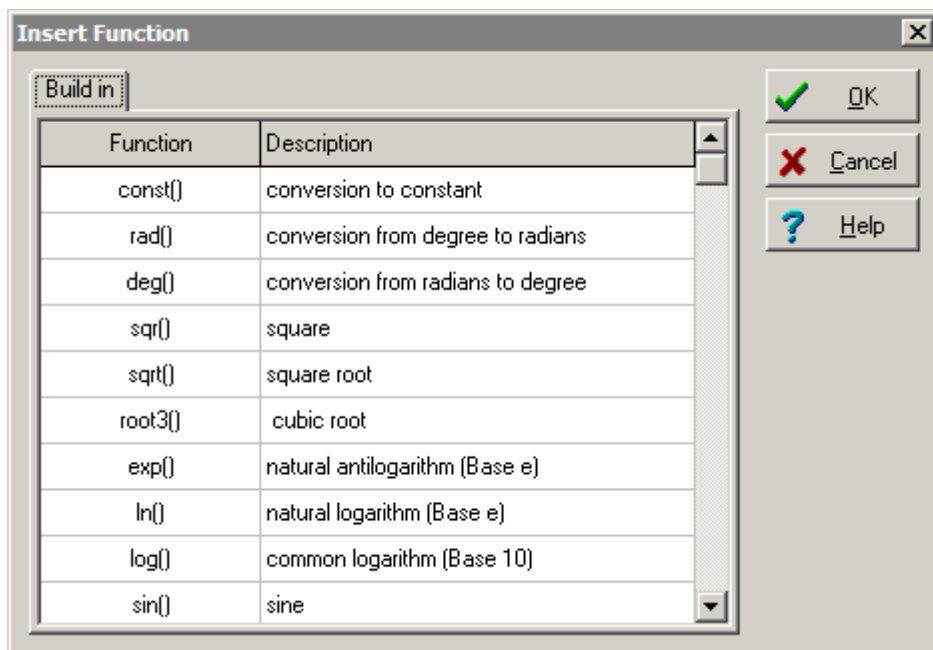 Insert Function
Build in
Function Description
const() conversion to constant
rad() conversion from degree to radians
deg() conversion from radians to degree
sqr() square
sqrt() square root
root3() cubic root
exp() natural antilogarithm (Base e)
ln() natural logarithm (Base e)
log() common logarithm (Base 10)
sin() sine
OK
Cancel
Help